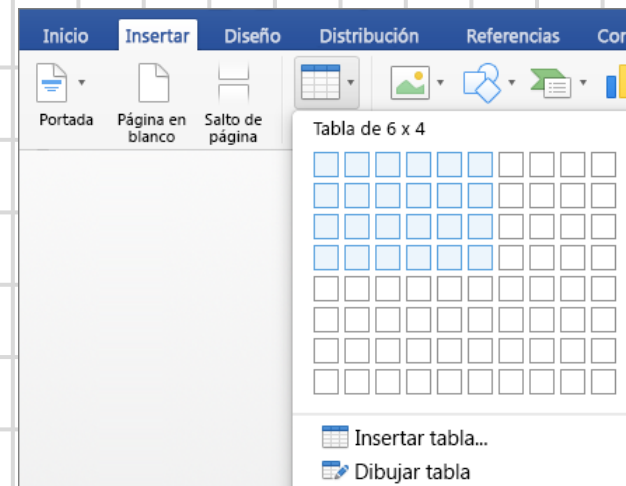 Inicio Insertar Diseño Distribución Referencias
Portada Página en blanco Salto de página
Tabla de 6 x 4
Insertar tabla...
Dibujar tabla